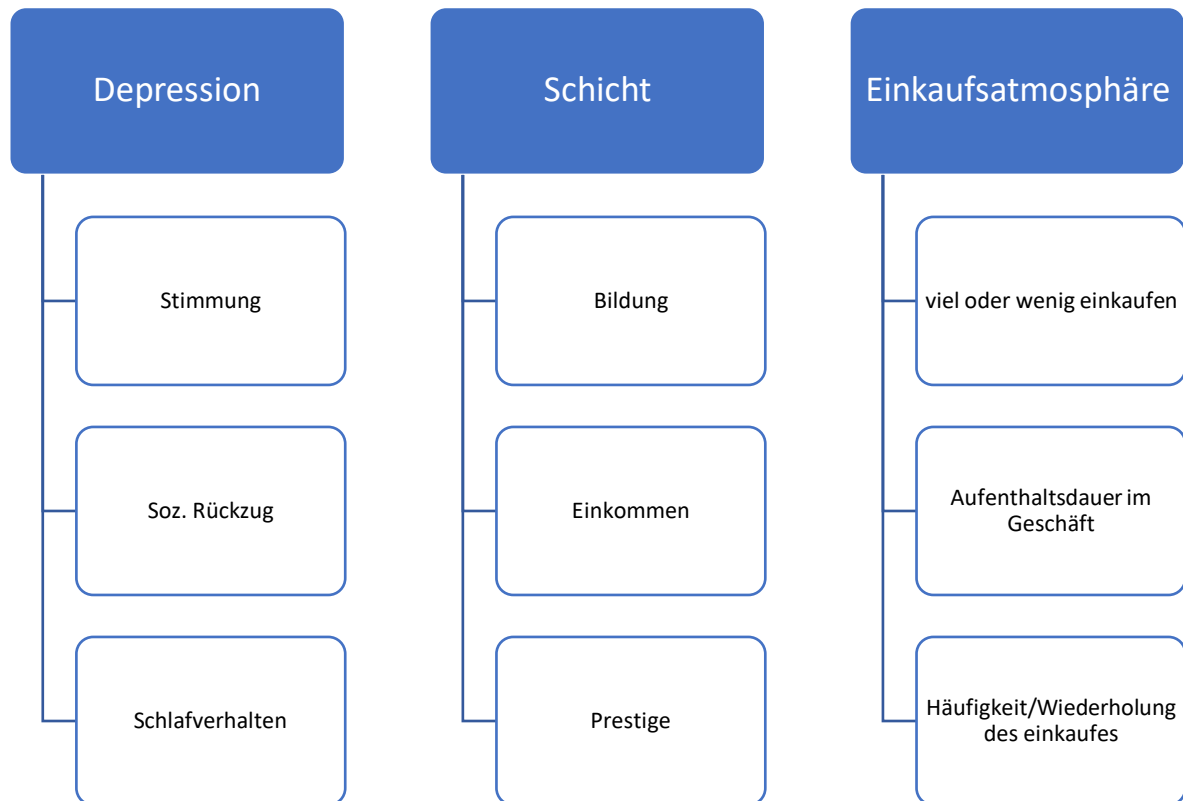 Depression
Stimmung
Soz. Rückzug
Schlafverhalten
Schicht
Bildung
Einkommen
Prestige
Einkaufsatmosphäre
viel oder wenig einkaufen
Aufenthaltsdauer im
Geschäft
Häufigkeit/Wiederholung
des einkaufes